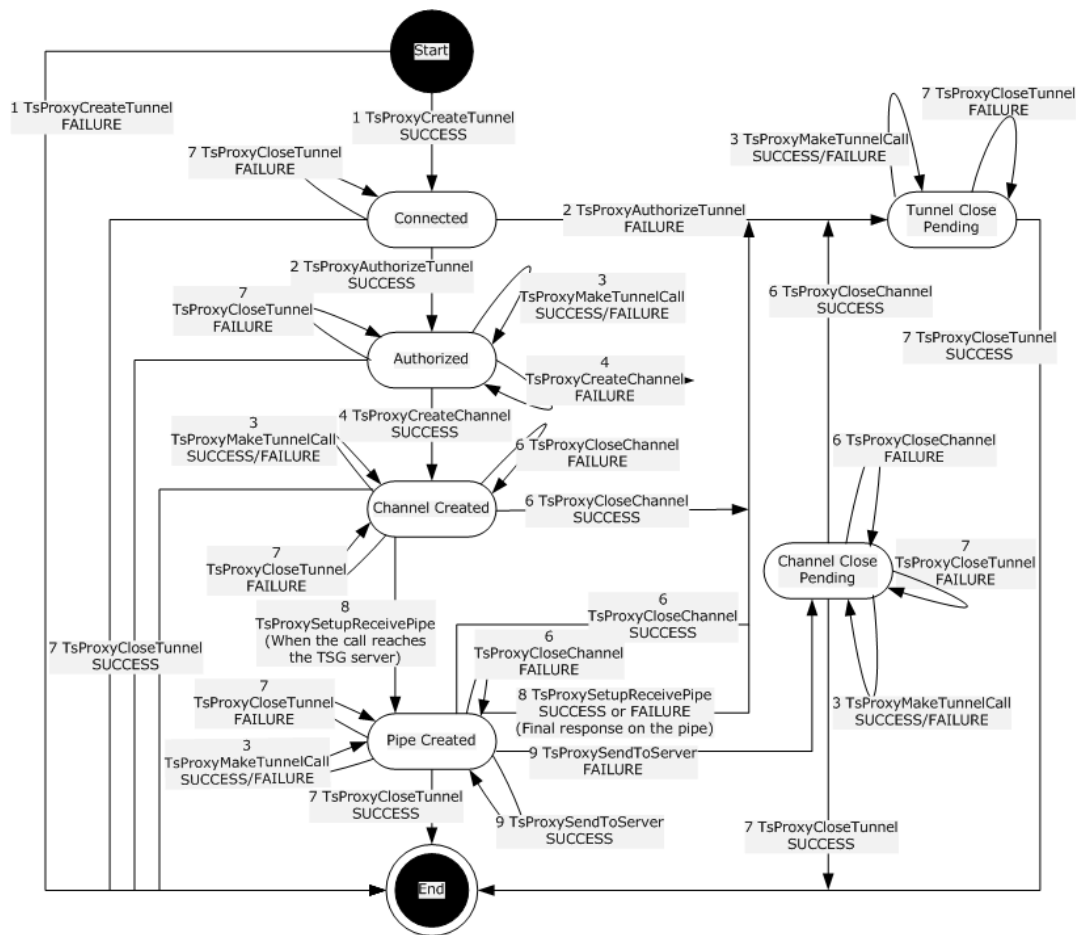 Start
1 TsProxyCreateTunnel
FAILURE
1 TsProxyCreateTunnel
SUCCESS
7 TsProxyCloseTunnel
FAILURE
7 TsProxyCloseTunnel
FAILURE
3 TsProxyMakeTunnelCall
SUCCESS/FAILURE
Connected
2 TsProxyAuthorizeTunnel
FAILURE
Tunnel Close
Pending
2 TsProxyAuthorizeTunnel
SUCCESS
7
TsProxyCloseTunnel
FAILURE
3
TsProxyMakeTunnelCall
SUCCESS/FAILURE
6 TsProxyCloseChannel
SUCCESS
7 TsProxyCloseTunnel
SUCCESS
Authorized
4
TsProxyCreateChannel
FAILURE
4 TsProxyCreateChannel
SUCCESS
3
TsProxyMakeTunnelCall
SUCCESS/FAILURE
6 TsProxyCloseChannel
FAILURE
6 TsProxyCloseChannel
FAILURE
Channel Created
6 TsProxyCloseChannel
SUCCESS
7
TsProxyCloseTunnel
FAILURE
Channel Close
Pending
7
TsProxyCloseTunnel
FAILURE
8
TsProxySetupReceivePipe
(When the call reaches
the TSG server)
6
TsProxyCloseChannel
SUCCESS
7 TsProxyCloseTunnel
SUCCESS
6
TsProxyCloseChannel
FAILURE
7
TsProxyCloseTunnel
FAILURE
8 TsProxySetupReceivePipe
SUCCESS or FAILURE
(Final response on the pipe)
3 TsProxyMakeTunnelCall
SUCCESS/FAILURE
Pipe Created
3
TsProxyMakeTunnelCall
SUCCESS/FAILURE
9 TsProxySendToServer
FAILURE
7 TsProxyCloseTunnel
SUCCESS
9 TsProxySendToServer
SUCCESS
7 TsProxyCloseTunnel
SUCCESS
End